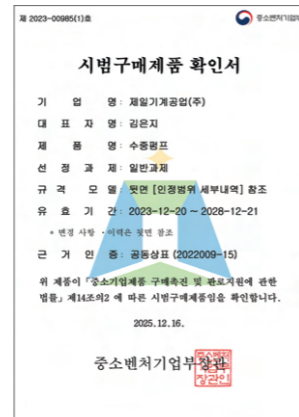 제 2023-00985(1)호
중소벤처기업부
시범구매제품 확인서
기 업 명 : 제일기계공업(주)
대 표 자 명 : 김은지
제 품 명 : 수중펌프
선 정 과 제 : 일반과제
규 격 모 델 : 뒷면 [인정범위 세부내역] 참조
유 효 기 간 : 2023-12-20 ~ 2028-12-21
* 변경 사항·이력은 뒷면 참조
근 거 인 증 : 공동상표 (2022009-15)
위 제품이 「중소기업제품 구매촉진 및 판로지원에 관한
법률」 제14조의2 에 따른 시범구매제품임을 확인합니다.
2025.12.16.
중소벤처기업부장관